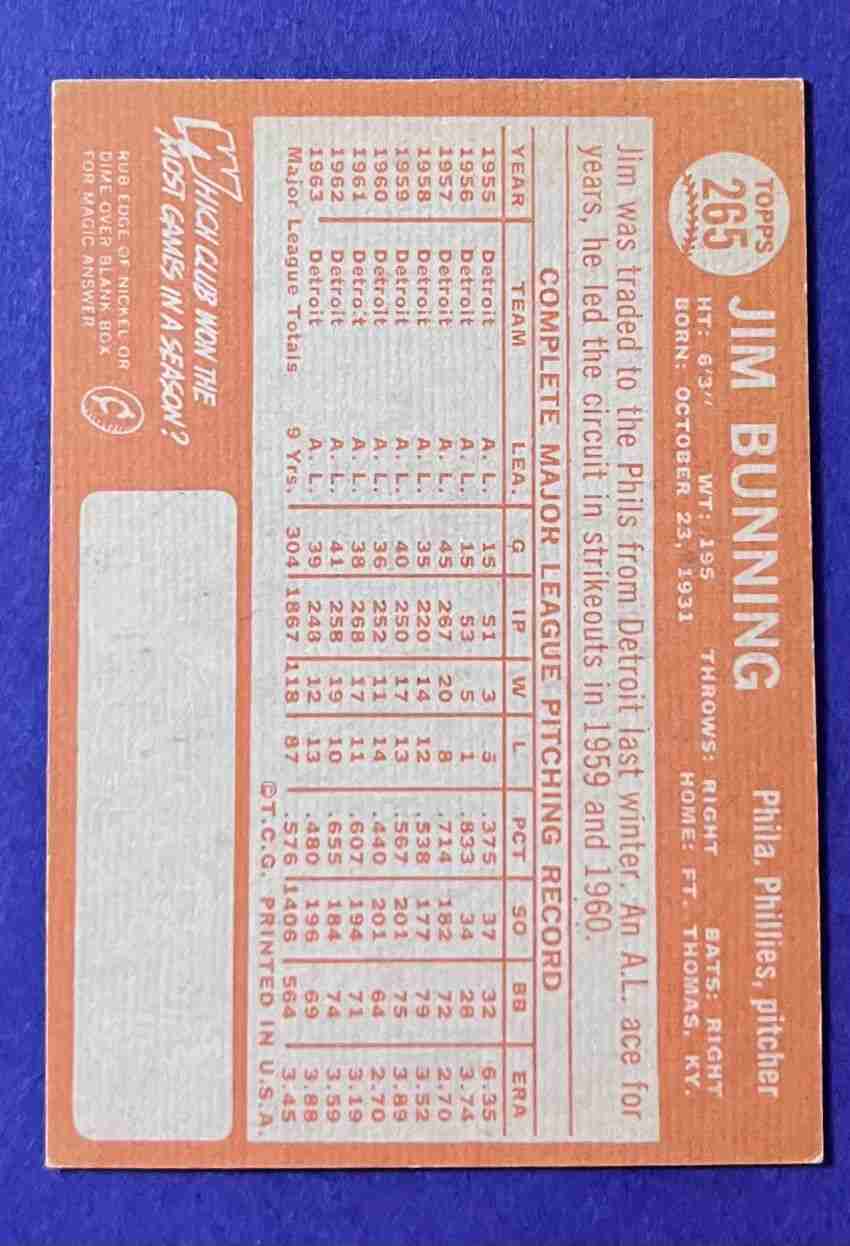 TOPPS
265
JIM BUNNING Phila. Phillies, pitcher
HT: 6'3" WT: 195 THROWS: RIGHT BATS: RIGHT
BORN: OCTOBER 23, 1931 HOME: FT. THOMAS, KY.
Jim was traded to the Phils from Detroit last winter. An A.L. ace for
years, he led the circuit in strikeouts in 1959 and 1960.
COMPLETE MAJOR LEAGUE PITCHING RECORD
YEAR TEAM LEA. G IP W L PCT SO BB ERA
1955 Detroit A. L. 15 51 3 5 .375 37 32 6.35
1956 Detroit A. L. 15 53 5 1 .833 34 28 3.74
1957 Detroit A. L. 45 267 20 8 .714 182 72 2.70
1958 Detroit A. L. 35 220 14 12 .538 177 79 3.52
1959 Detroit A. L. 40 250 17 13 .567 201 75 3.89
1960 Detroit A. L. 36 252 11 14 .440 201 64 2.70
1961 Detroit A. L. 38 268 17 11 .607 194 71 3.19
1962 Detroit A. L. 41 258 19 10 .655 184 74 3.59
1963 Detroit A. L. 39 248 12 13 .480 196 69 3.88
Major League Totals 9 Yrs. 304 1867 118 87 .576 1406 564 3.45
©T.C.G. PRINTED IN U.S.A.
WHICH CLUB WON THE
MOST GAMES IN A SEASON?
RUB EDGE OF NICKEL OR
DIME OVER BLANK BOX
FOR MAGIC ANSWER